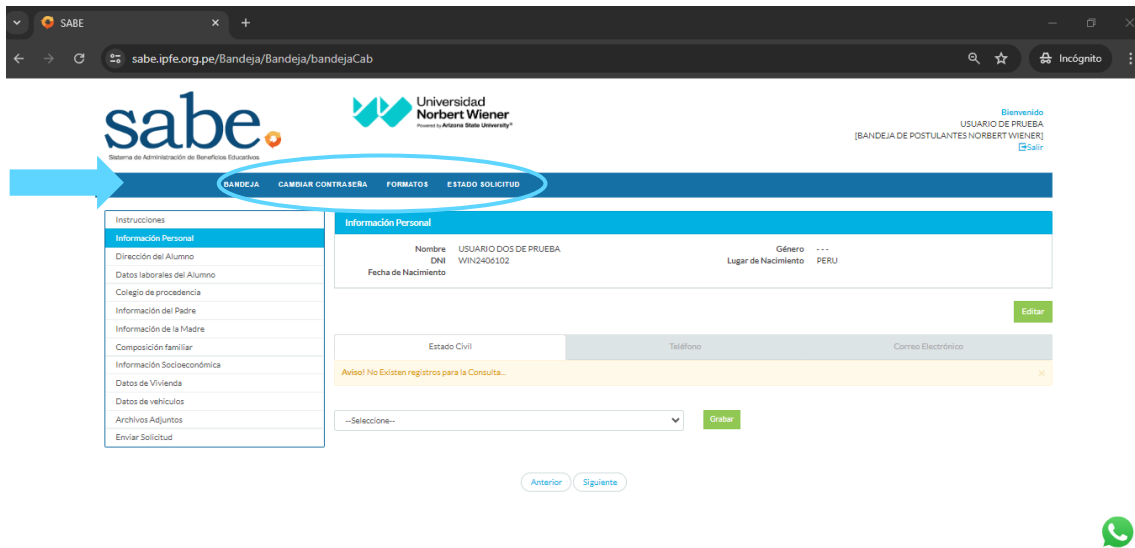 SABE
sabe.ipfe.org.pe/Bandeja/Bandeja/bandejaCab
Incógnito
sabe
Sistema de Administración de Beneficios Educativos
Universidad
Norbert Wiener
Powered by Arizona State University®
Bienvenido
USUARIO DE PRUEBA
[BANDEJA DE POSTULANTES NORBERT WIENER]
Salir
BANDEJA CAMBIAR CONTRASEÑA FORMATOS ESTADO SOLICITUD
Instrucciones
Información Personal
Dirección del Alumno
Datos laborales del Alumno
Colegio de procedencia
Información del Padre
Información de la Madre
Composición familiar
Información Socioeconómica
Datos de Vivienda
Datos de vehiculos
Archivos Adjuntos
Enviar Solicitud
Información Personal
Nombre USUARIO DOS DE PRUEBA Género - - -
DNI WIN2406102 Lugar de Nacimiento PERU
Fecha de Nacimiento
Editar
Estado Civil Teléfono Correo Electrónico
Aviso! No Existen registros para la Consulta... ×
--Seleccione-- Grabar
Anterior Siguiente